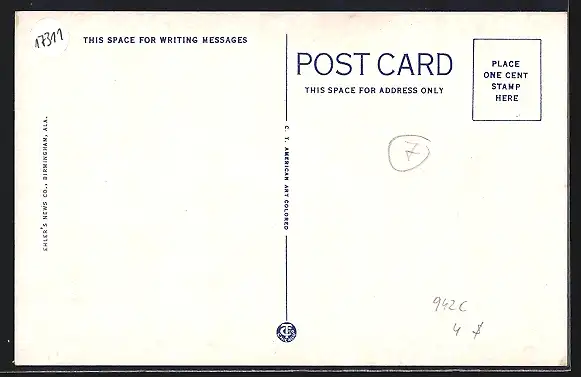 17311
THIS SPACE FOR WRITING MESSAGES
POST CARD
THIS SPACE FOR ADDRESS ONLY
PLACE
ONE CENT
STAMP
HERE
EHLER'S NEWS CO., BIRMINGHAM, ALA.
C. T. AMERICAN ART COLORED
7
942C
4 $